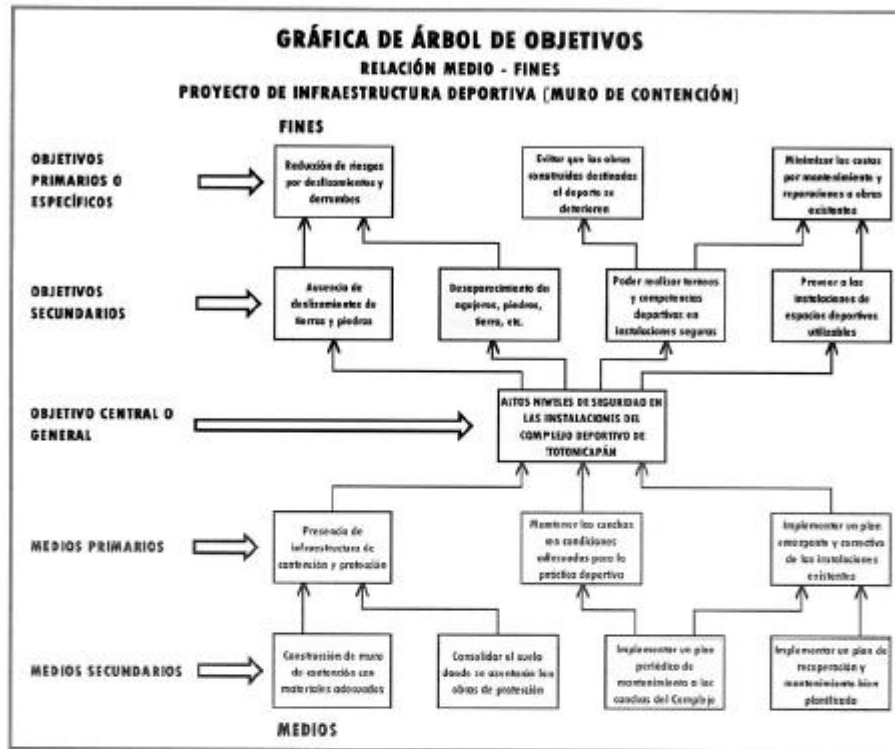 GRÁFICA DE ÁRBOL DE OBJETIVOS
RELACIÓN MEDIO - FINES
PROYECTO DE INFRAESTRUCTURA DEPORTIVA (MURO DE CONTENCIÓN)
FINES
OBJETIVOS
PRIMARIOS O
ESPECÍFICOS
Reducción de riesgos
por deslizamientos y
derrumbes
Evitar que las obras
construidas destinadas
al deporte se
deterioren
Minimizar los costos
por mantenimiento y
reparaciones a obras
existentes
OBJETIVOS
SECUNDARIOS
Ausencia de
deslizamientos de
tierras y piedras
Desaparecimiento de
agujeros, piedras,
tierra, etc.
Poder realizar torneos
y competencias
deportivas en
instalaciones seguras
Proveer a las
instalaciones de
espacios deportivos
utilizables
OBJETIVO CENTRAL O
GENERAL
ALTOS NIVELES DE SEGURIDAD EN
LAS INSTALACIONES DEL
COMPLEJO DEPORTIVO DE
TOTONICAPÁN
MEDIOS PRIMARIOS
Presencia de
infraestructura de
contención y protección
Mantener las canchas
en condiciones
adecuadas para la
práctica deportiva
Implementar un plan
emergente y correctivo
de las instalaciones
existentes
MEDIOS SECUNDARIOS
Construcción de muro
de contención con
materiales adecuados
Consolidar el suelo
donde se asentarán las
obras de protección
Implementar un plan
periódico de
mantenimiento a las
canchas del Complejo
Implementar un plan de
recuperación y
mantenimiento bien
planificado
MEDIOS